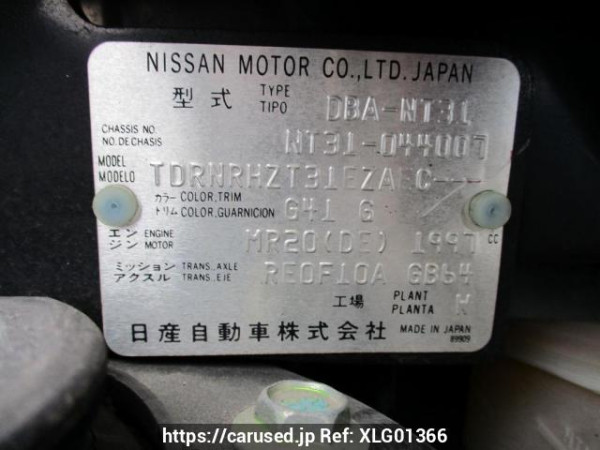 NISSAN MOTOR CO.,LTD. JAPAN
型式 TYPE TIPO DBA-NT31
CHASSIS NO. NO. DE CHASIS NT31-044007
MODEL MODELO TDRNRHZT31EZA-C---
カラー COLOR,TRIM
トリム COLOR,GUARNICION G41 G
エンジン ENGINE MOTOR MR20(DE) 1997 CC
ミッション TRANS..AXLE
アクスル TRANS..EJE RE0F10A GB64
工場 PLANT PLANTA W
日産自動車株式会社 MADE IN JAPAN
89909
https://carused.jp Ref: XLG01366